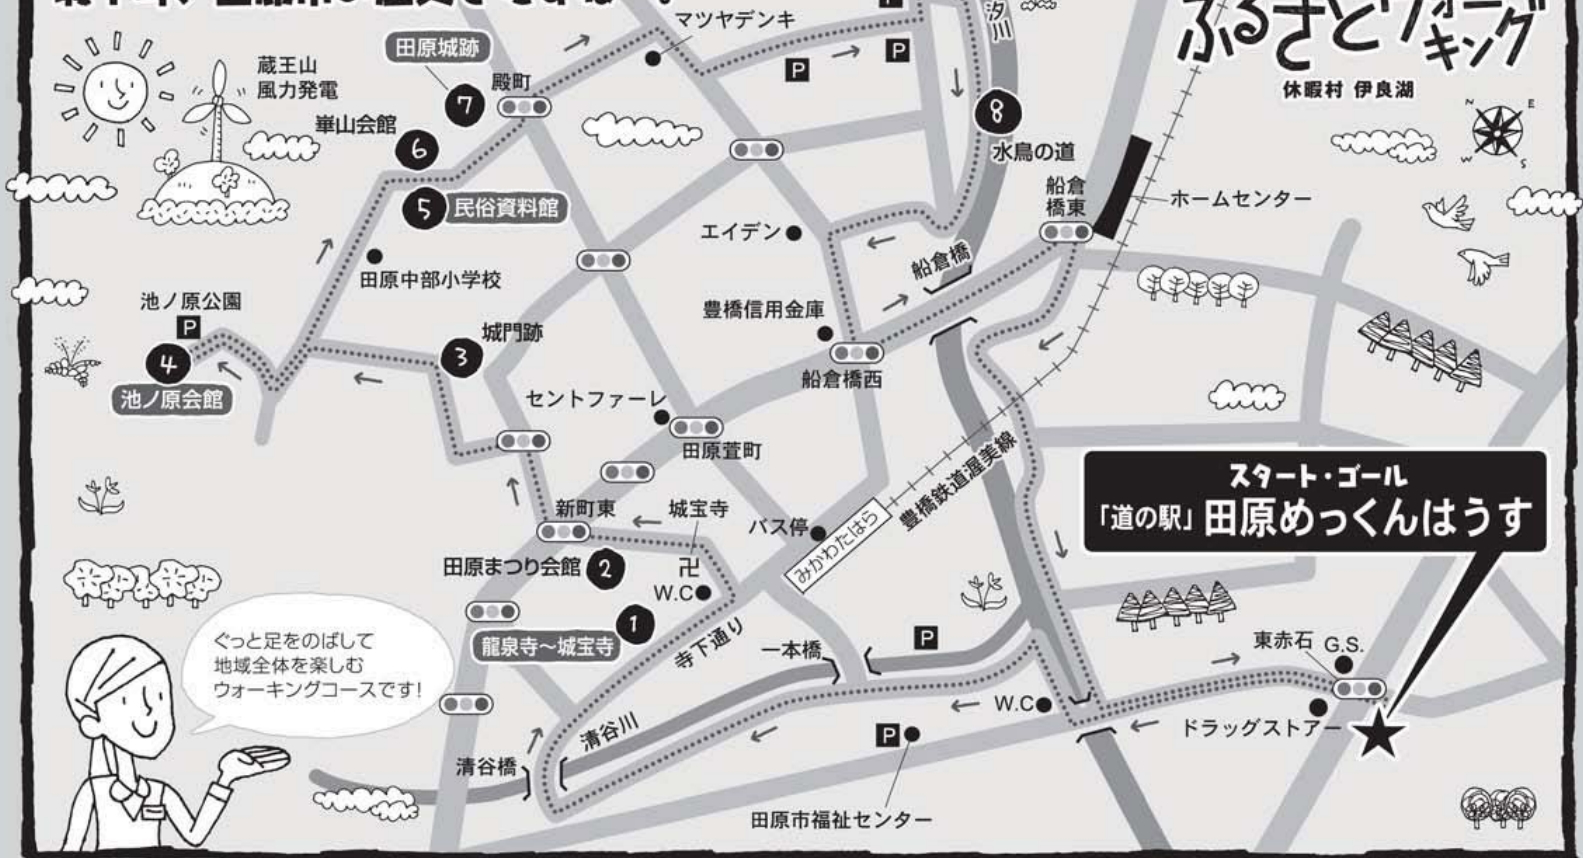 ふるさとウォーキング
休暇村 伊良湖
N
E
W
S
マツヤデンキ
汐川
田原城跡
P
P
蔵王山
風力発電
殿町
7
8
崋山会館
6
水鳥の道
船倉
橋東
ホームセンター
5
民俗資料館
エイデン
船倉橋
田原中部小学校
池ノ原公園
P
豊橋信用金庫
城門跡
3
4
池ノ原会館
船倉橋西
セントファーレ
田原萱町
豊橋鉄道渥美線
スタート・ゴール
「道の駅」田原めっくんはうす
新町東
城宝寺
バス停
みかわたはら
田原まつり会館
2
卍
W.C
1
龍泉寺〜城宝寺
寺下通り
一本橋
P
東赤石
G.S.
ぐっと足をのばして
地域全体を楽しむ
ウォーキングコースです!
W.C
清谷川
P
ドラッグストアー
清谷橋
田原市福祉センター